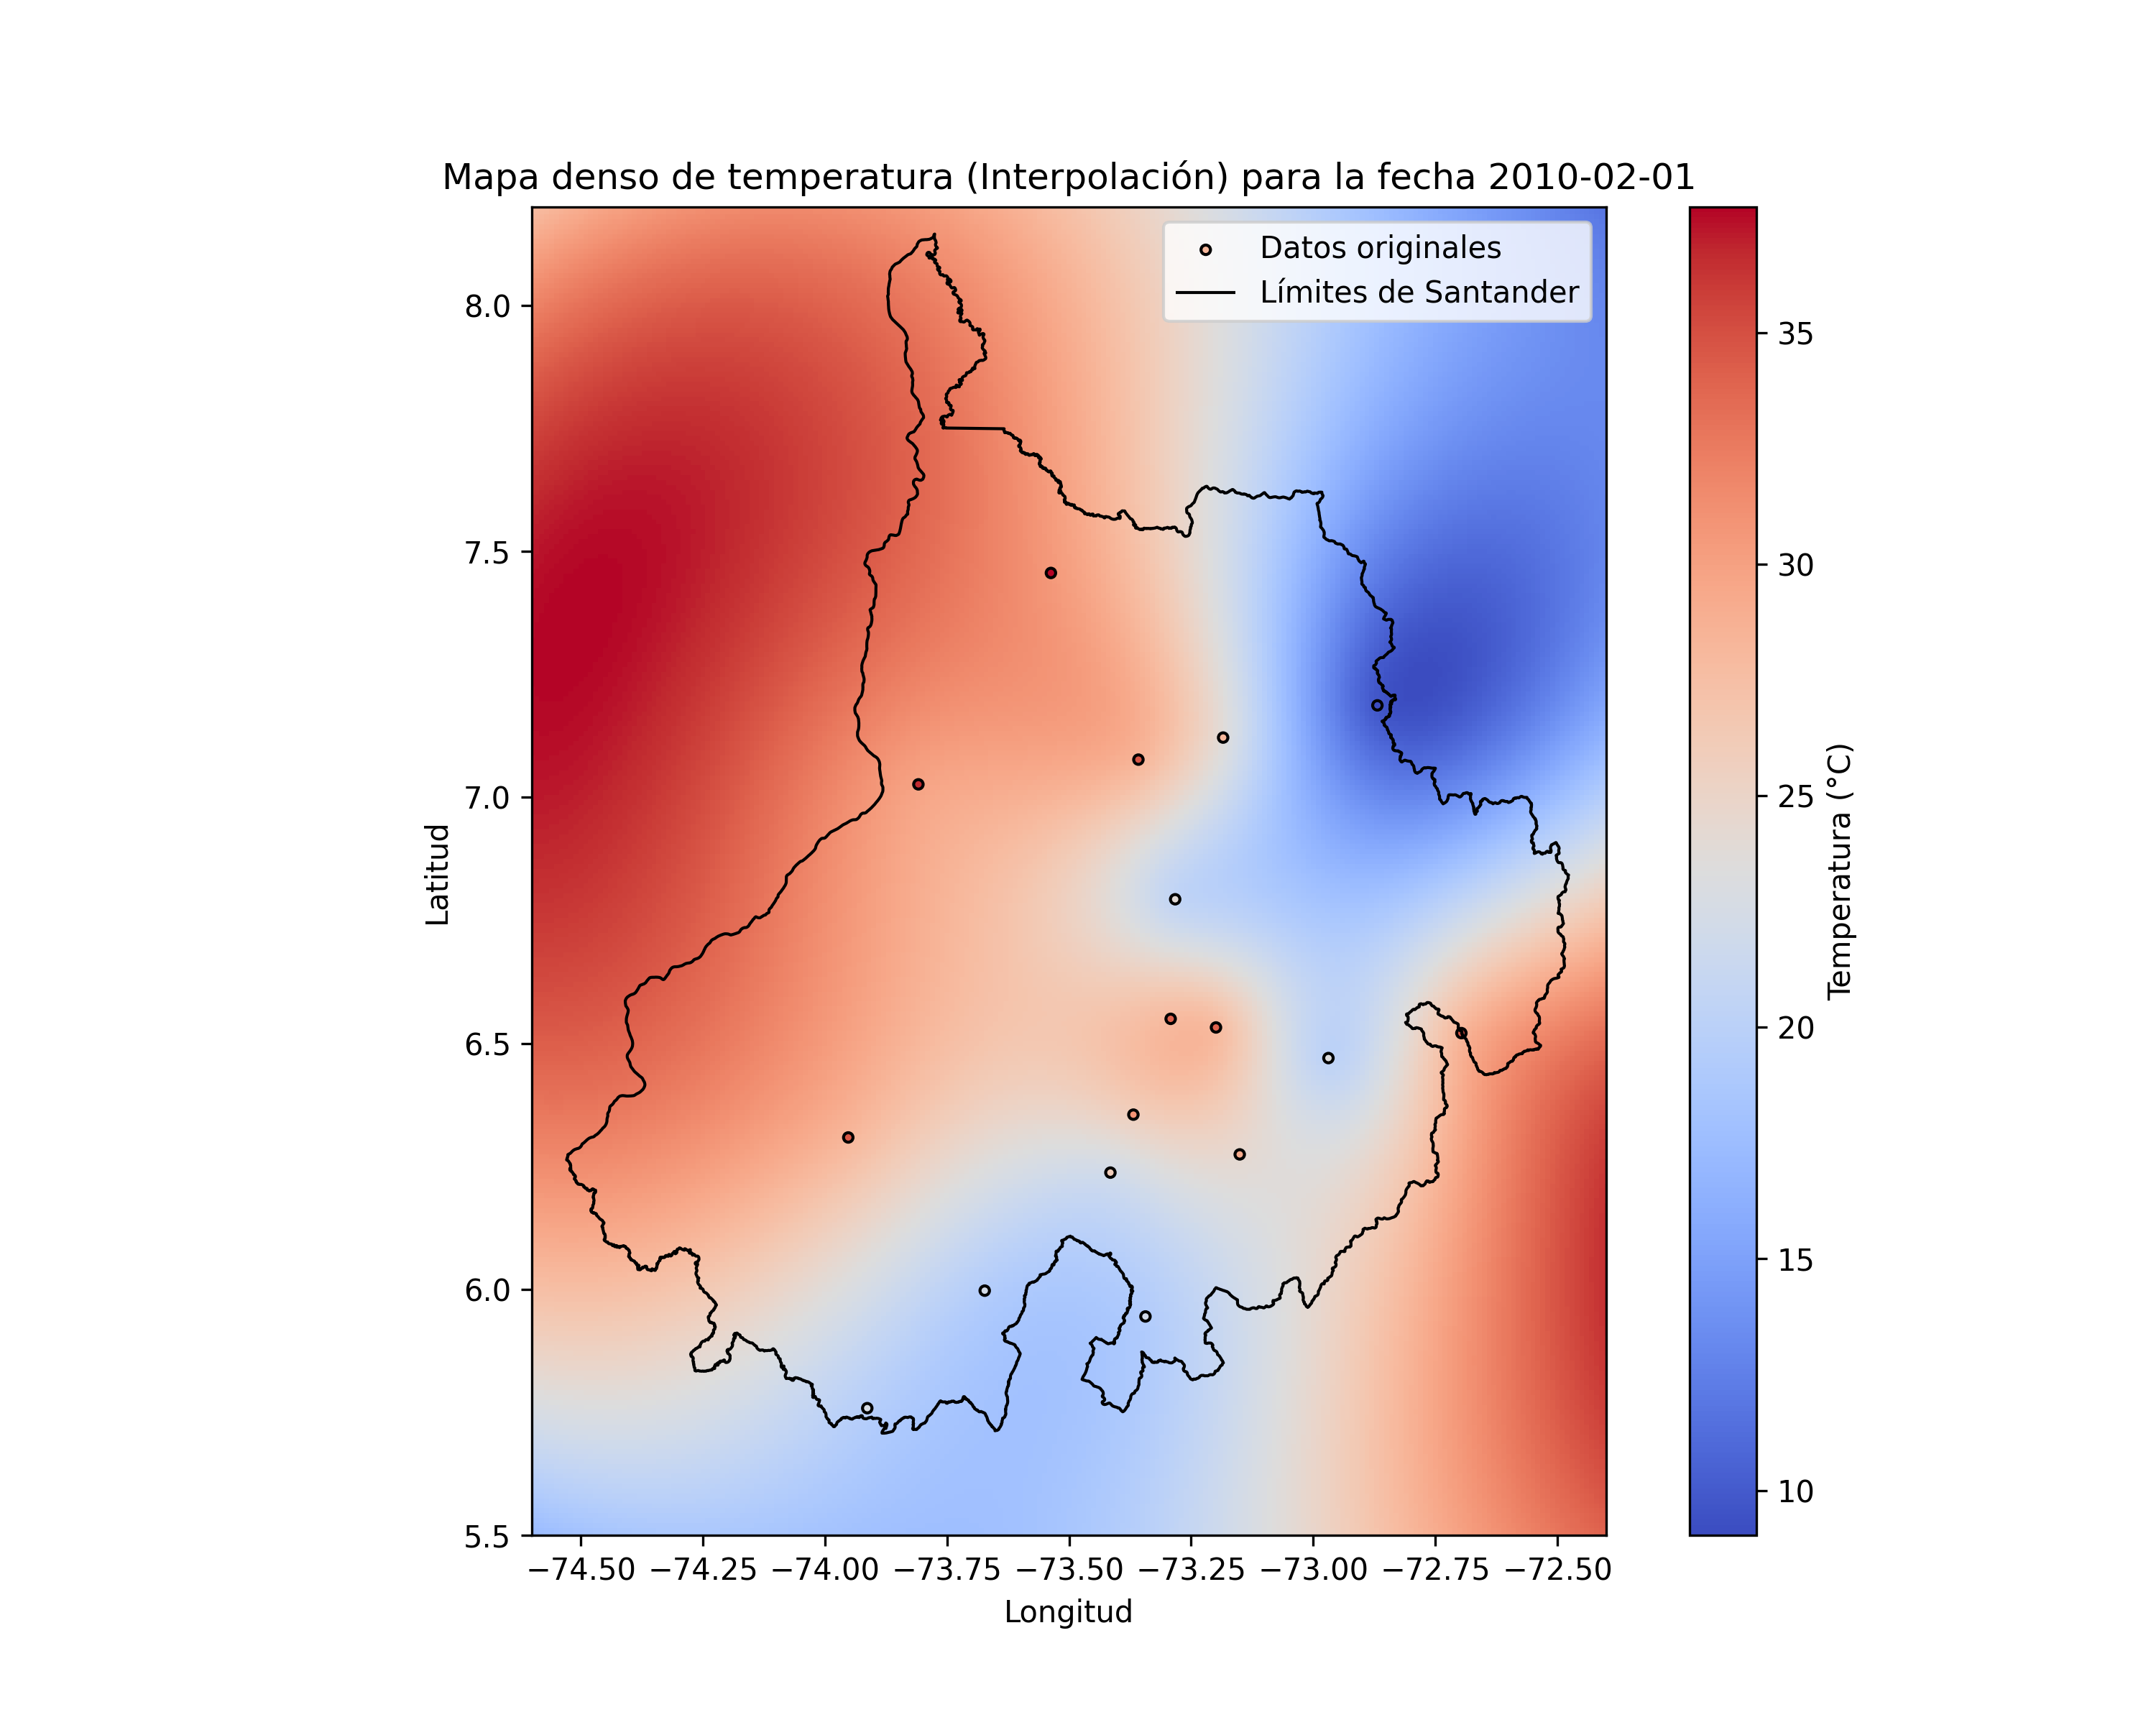 Mapa denso de temperatura (Interpolación) para la fecha 2010-02-01
Datos originales
Límites de Santander
8.0
7.5
7.0
6.5
6.0
5.5
Latitud
−74.50 −74.25 −74.00 −73.75 −73.50 −73.25 −73.00 −72.75 −72.50
Longitud
35
30
25
20
15
10
Temperatura (°C)